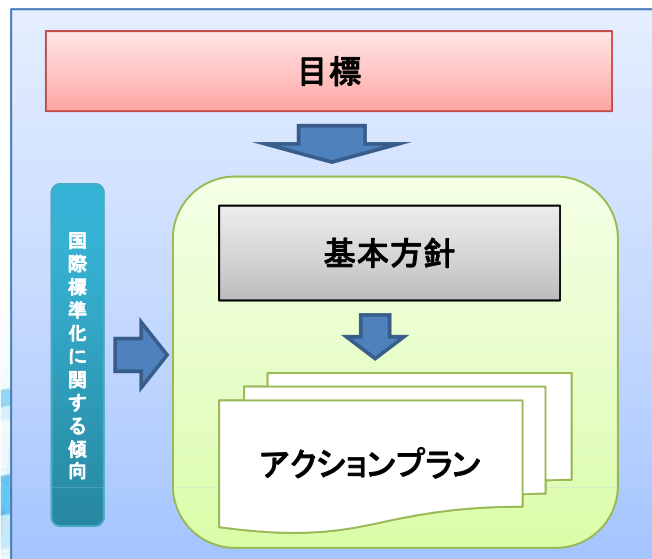 目標
基本方針
国際標準化に関する傾向
アクションプラン